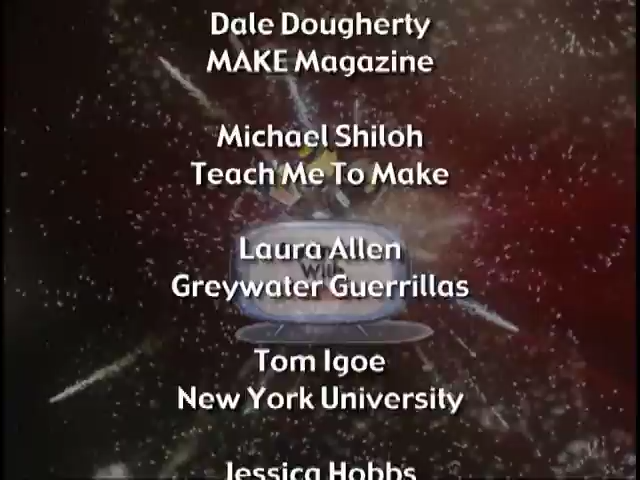 Dale Dougherty
MAKE Magazine
Michael Shiloh
Teach Me To Make
Laura Allen
Greywater Guerrillas
Tom Igoe
New York University
Jessica Hobbs